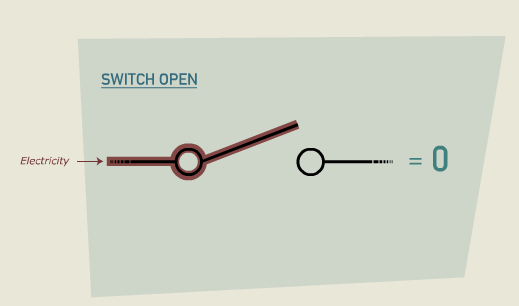 SWITCH OPEN
Electricity
= 0